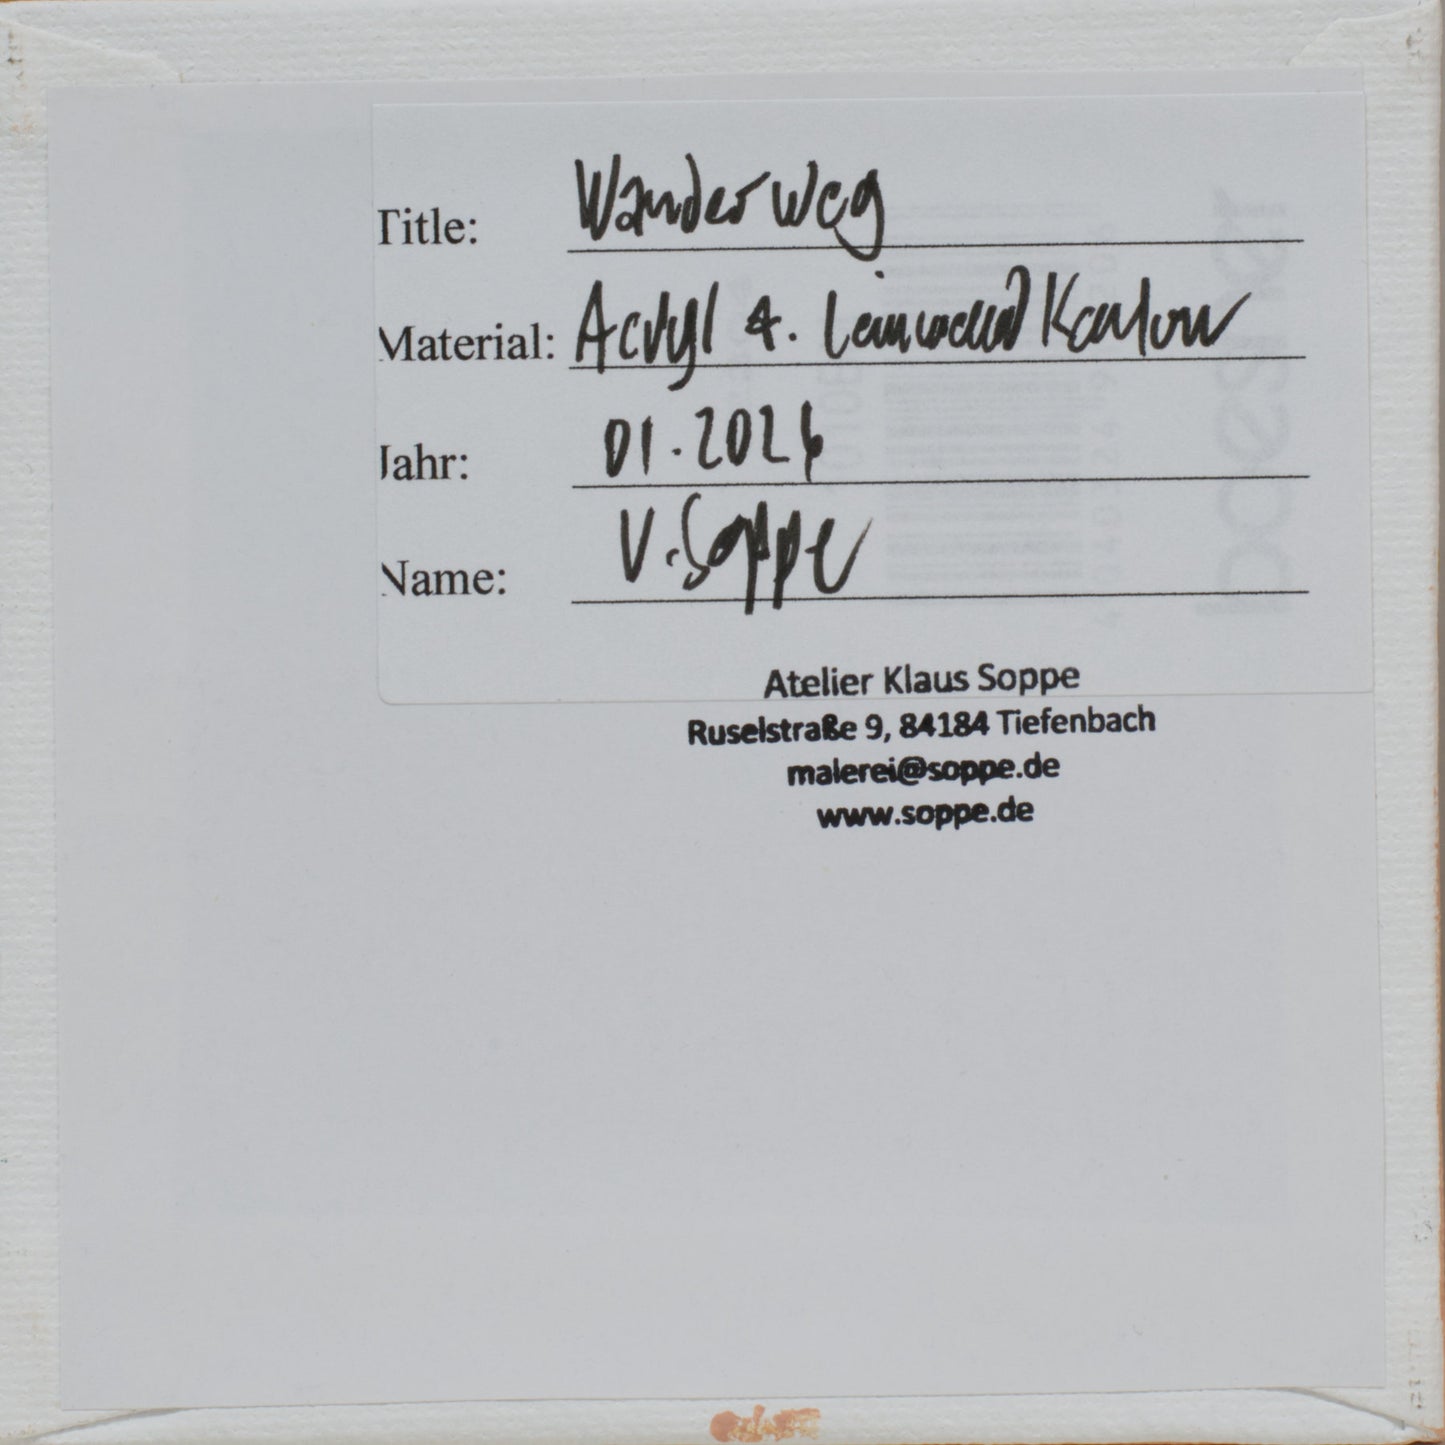 Title: Wanderweg
Material: Acryl a. Leinwand Karton
Jahr: 01.2026
Name: K. Soppe
Atelier Klaus Soppe
Ruselstraße 9, 84184 Tiefenbach
malerei@soppe.de
www.soppe.de